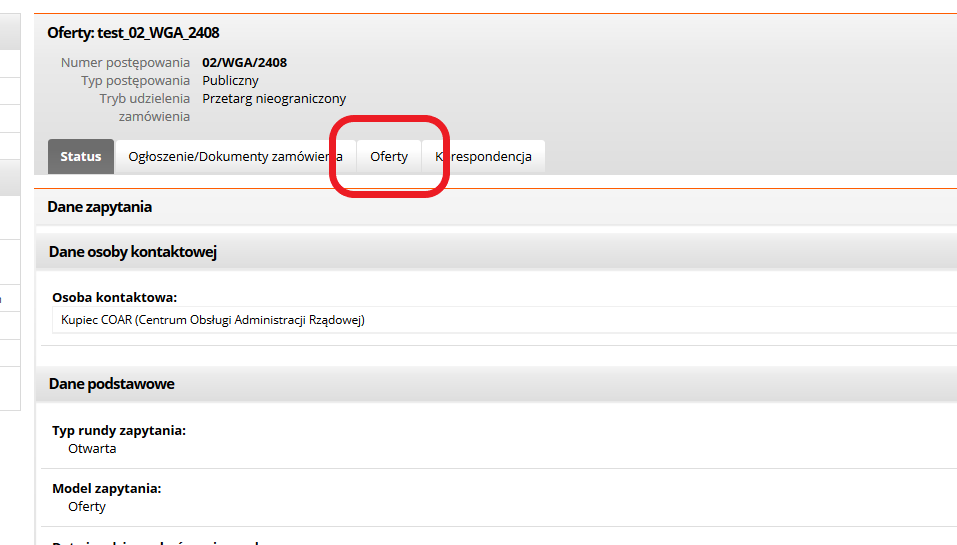 Oferty: test_02_WGA_2408
Numer postępowania 02/WGA/2408
Typ postępowania Publiczny
Tryb udzielenia Przetarg nieograniczony
zamówienia
Status Ogłoszenie/Dokumenty zamówienia Oferty Korespondencja
Dane zapytania
Dane osoby kontaktowej
Osoba kontaktowa:
Kupiec COAR (Centrum Obsługi Administracji Rządowej)
Dane podstawowe
Typ rundy zapytania:
Otwarta
Model zapytania:
Oferty